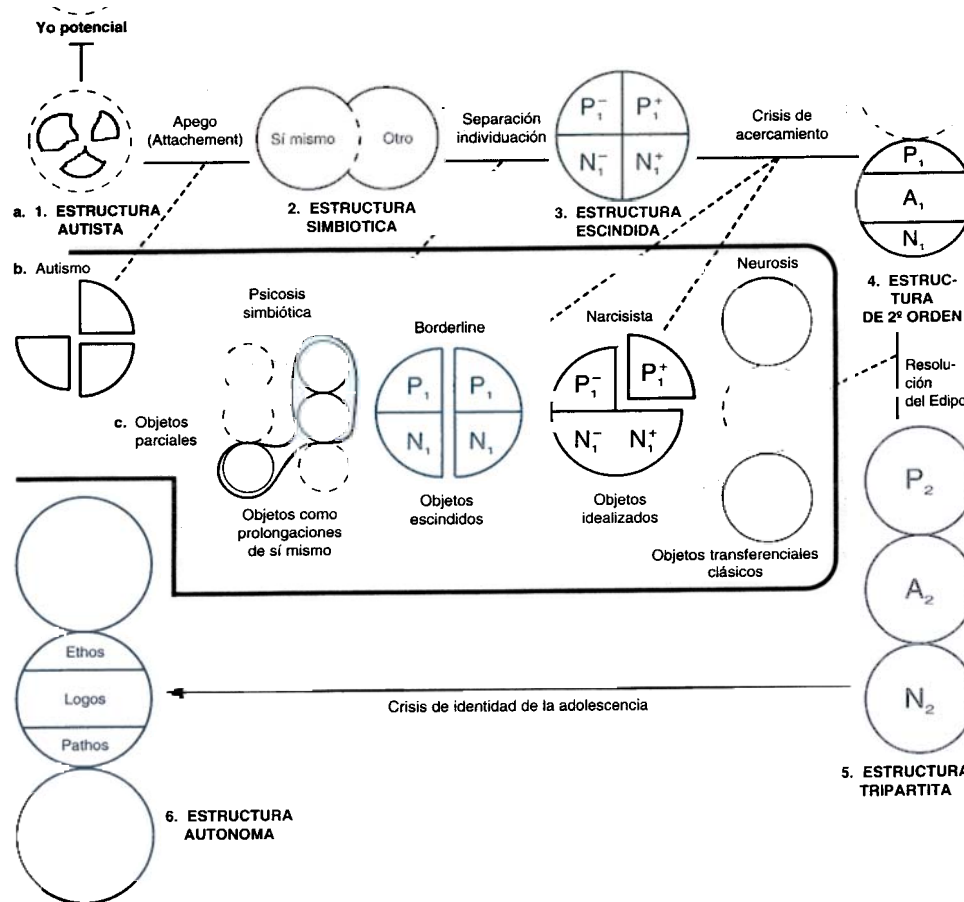 Yo potencial
Apego
(Attachement)
Sí mismo
Otro
Separación
individuación
P₁⁻ P₁⁺
N₁⁻ N₁⁺
Crisis de
acercamiento
P₁
A₁
N₁
a. 1. ESTRUCTURA
AUTISTA
2. ESTRUCTURA
SIMBIOTICA
3. ESTRUCTURA
ESCINDIDA
4. ESTRUC-
TURA
DE 2º ORDEN
b. Autismo
Psicosis
simbiótica
Borderline
Narcisista
Neurosis
Resolu-
ción
del Edipo
c. Objetos
parciales
P₁ P₁
N₁ N₁
P₁⁻ P₁⁺
N₁⁻ N₁⁺
Objetos como
prolongaciones
de sí mismo
Objetos
escindidos
Objetos
idealizados
Objetos transferenciales
clásicos
P₂
A₂
N₂
Ethos
Logos
Pathos
Crisis de identidad de la adolescencia
5. ESTRUCTURA
TRIPARTITA
6. ESTRUCTURA
AUTONOMA